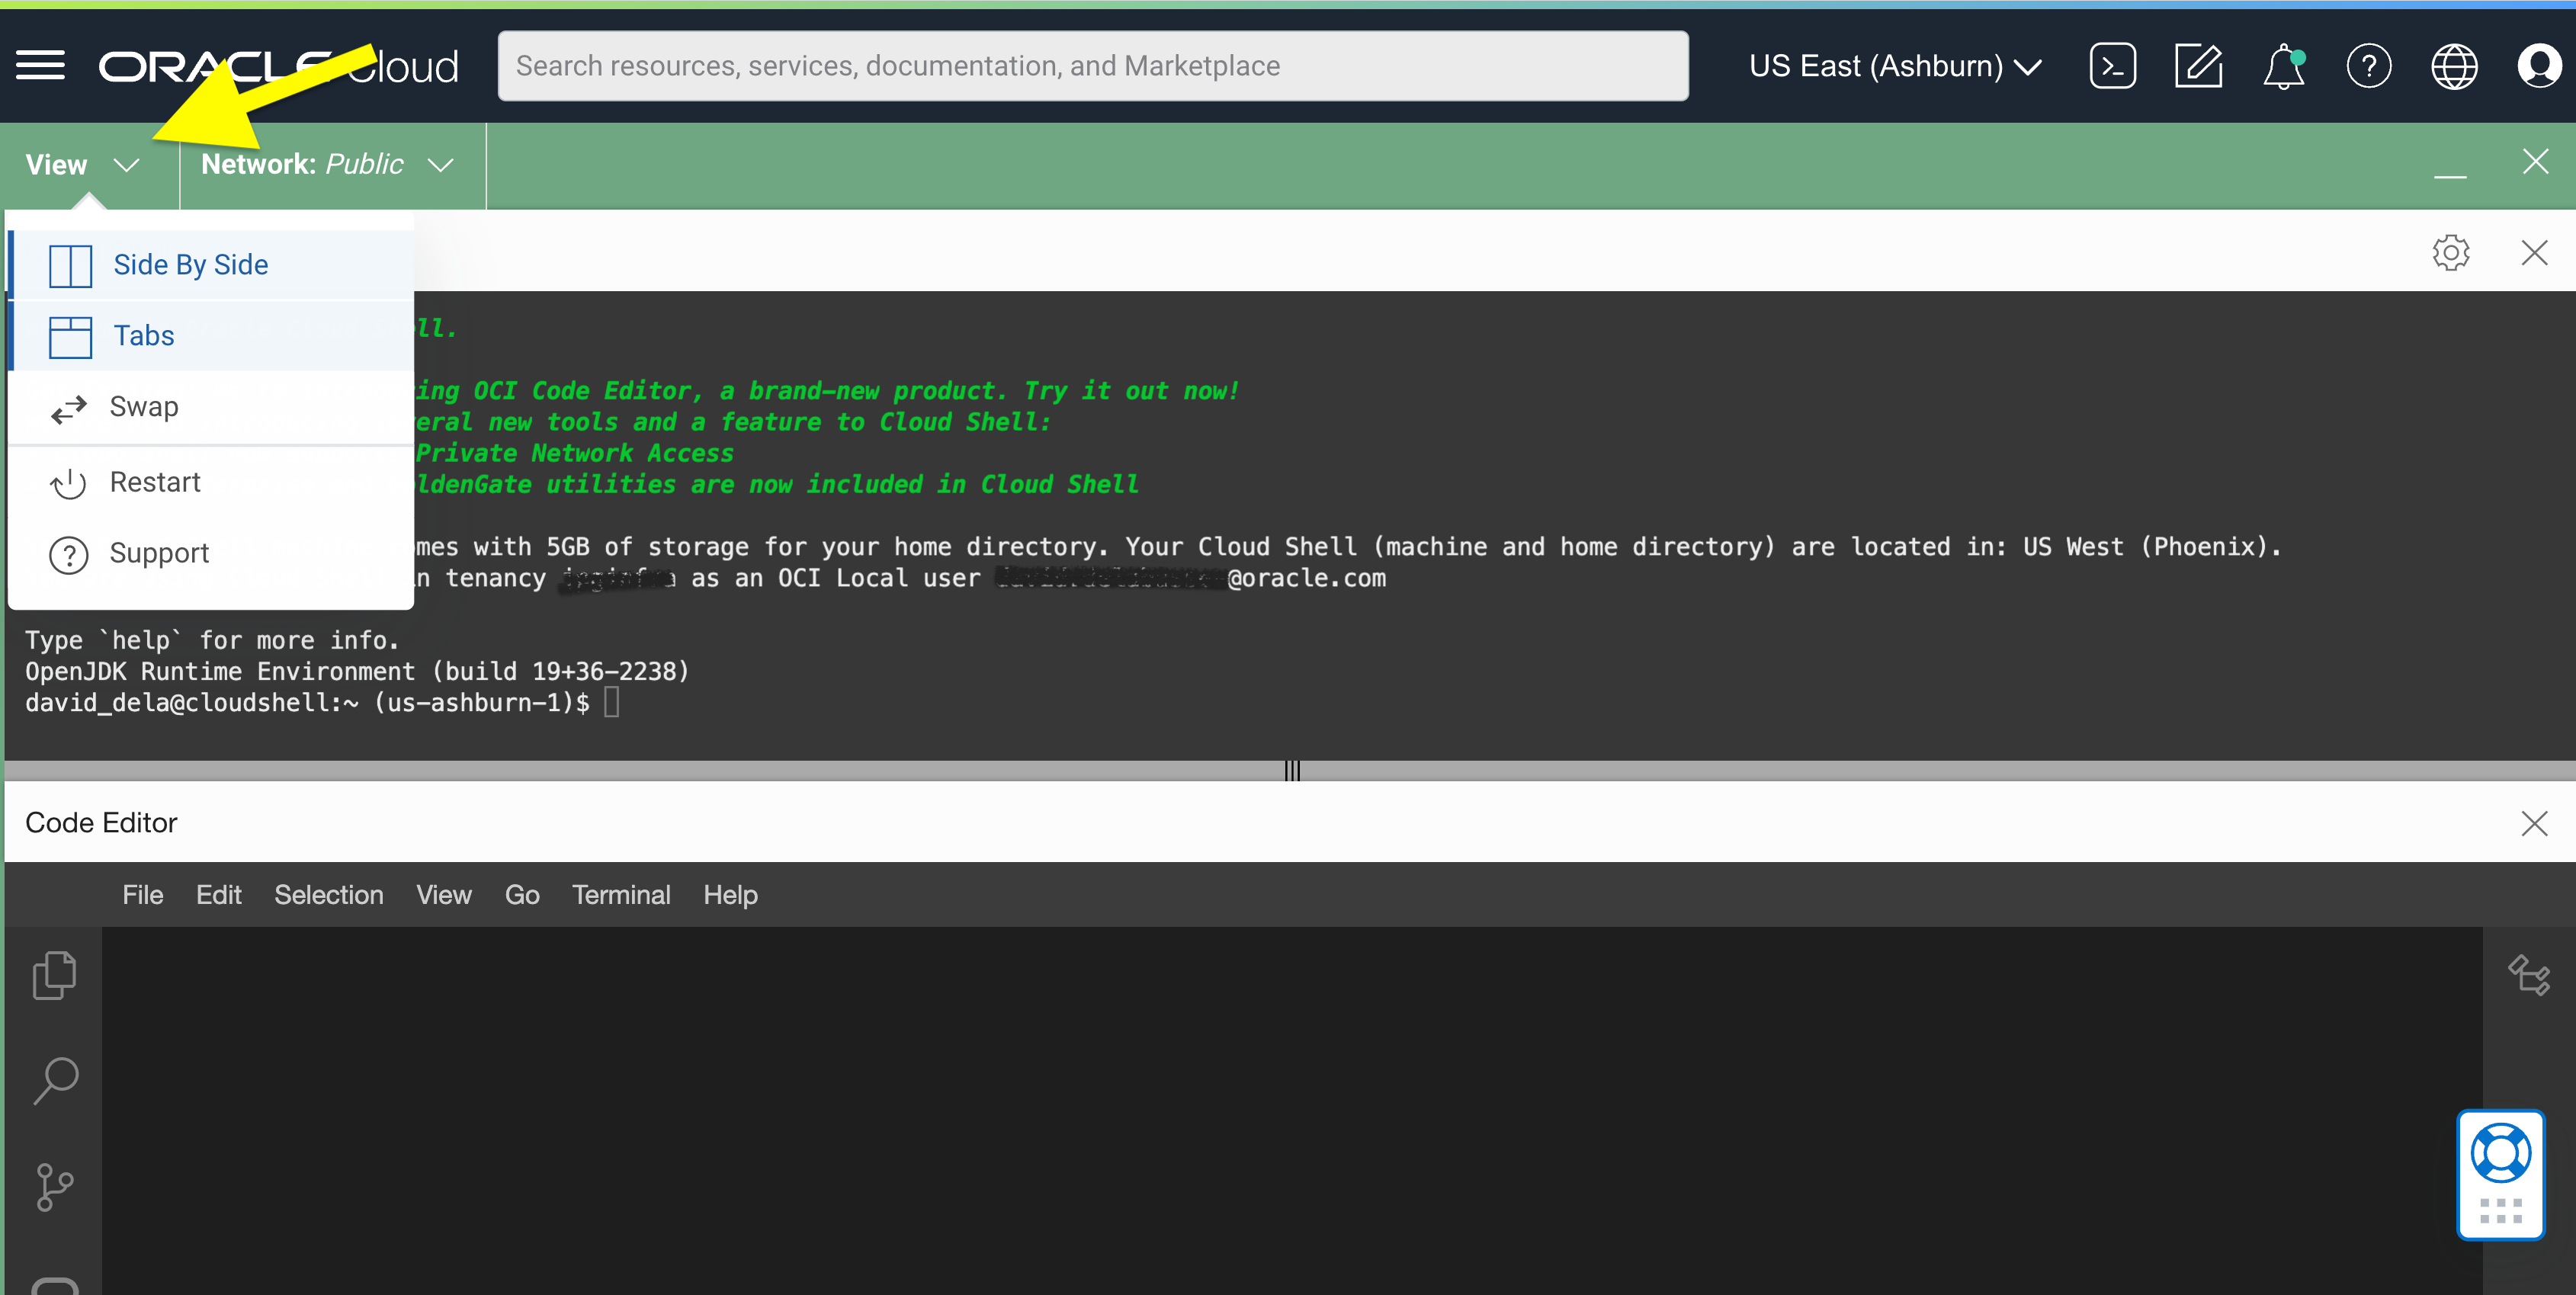 ORACLE Cloud
Search resources, services, documentation, and Marketplace
US East (Ashburn)
View
Network: Public
Side By Side
Tabs
Swap
Restart
Support
ll.
ing OCI Code Editor, a brand-new product. Try it out now!
eral new tools and a feature to Cloud Shell:
Private Network Access
ldenGate utilities are now included in Cloud Shell
mes with 5GB of storage for your home directory. Your Cloud Shell (machine and home directory) are located in: US West (Phoenix).
n tenancy as an OCI Local user @oracle.com
Type `help` for more info.
OpenJDK Runtime Environment (build 19+36-2238)
david_dela@cloudshell:~ (us-ashburn-1)$
Code Editor
File Edit Selection View Go Terminal Help